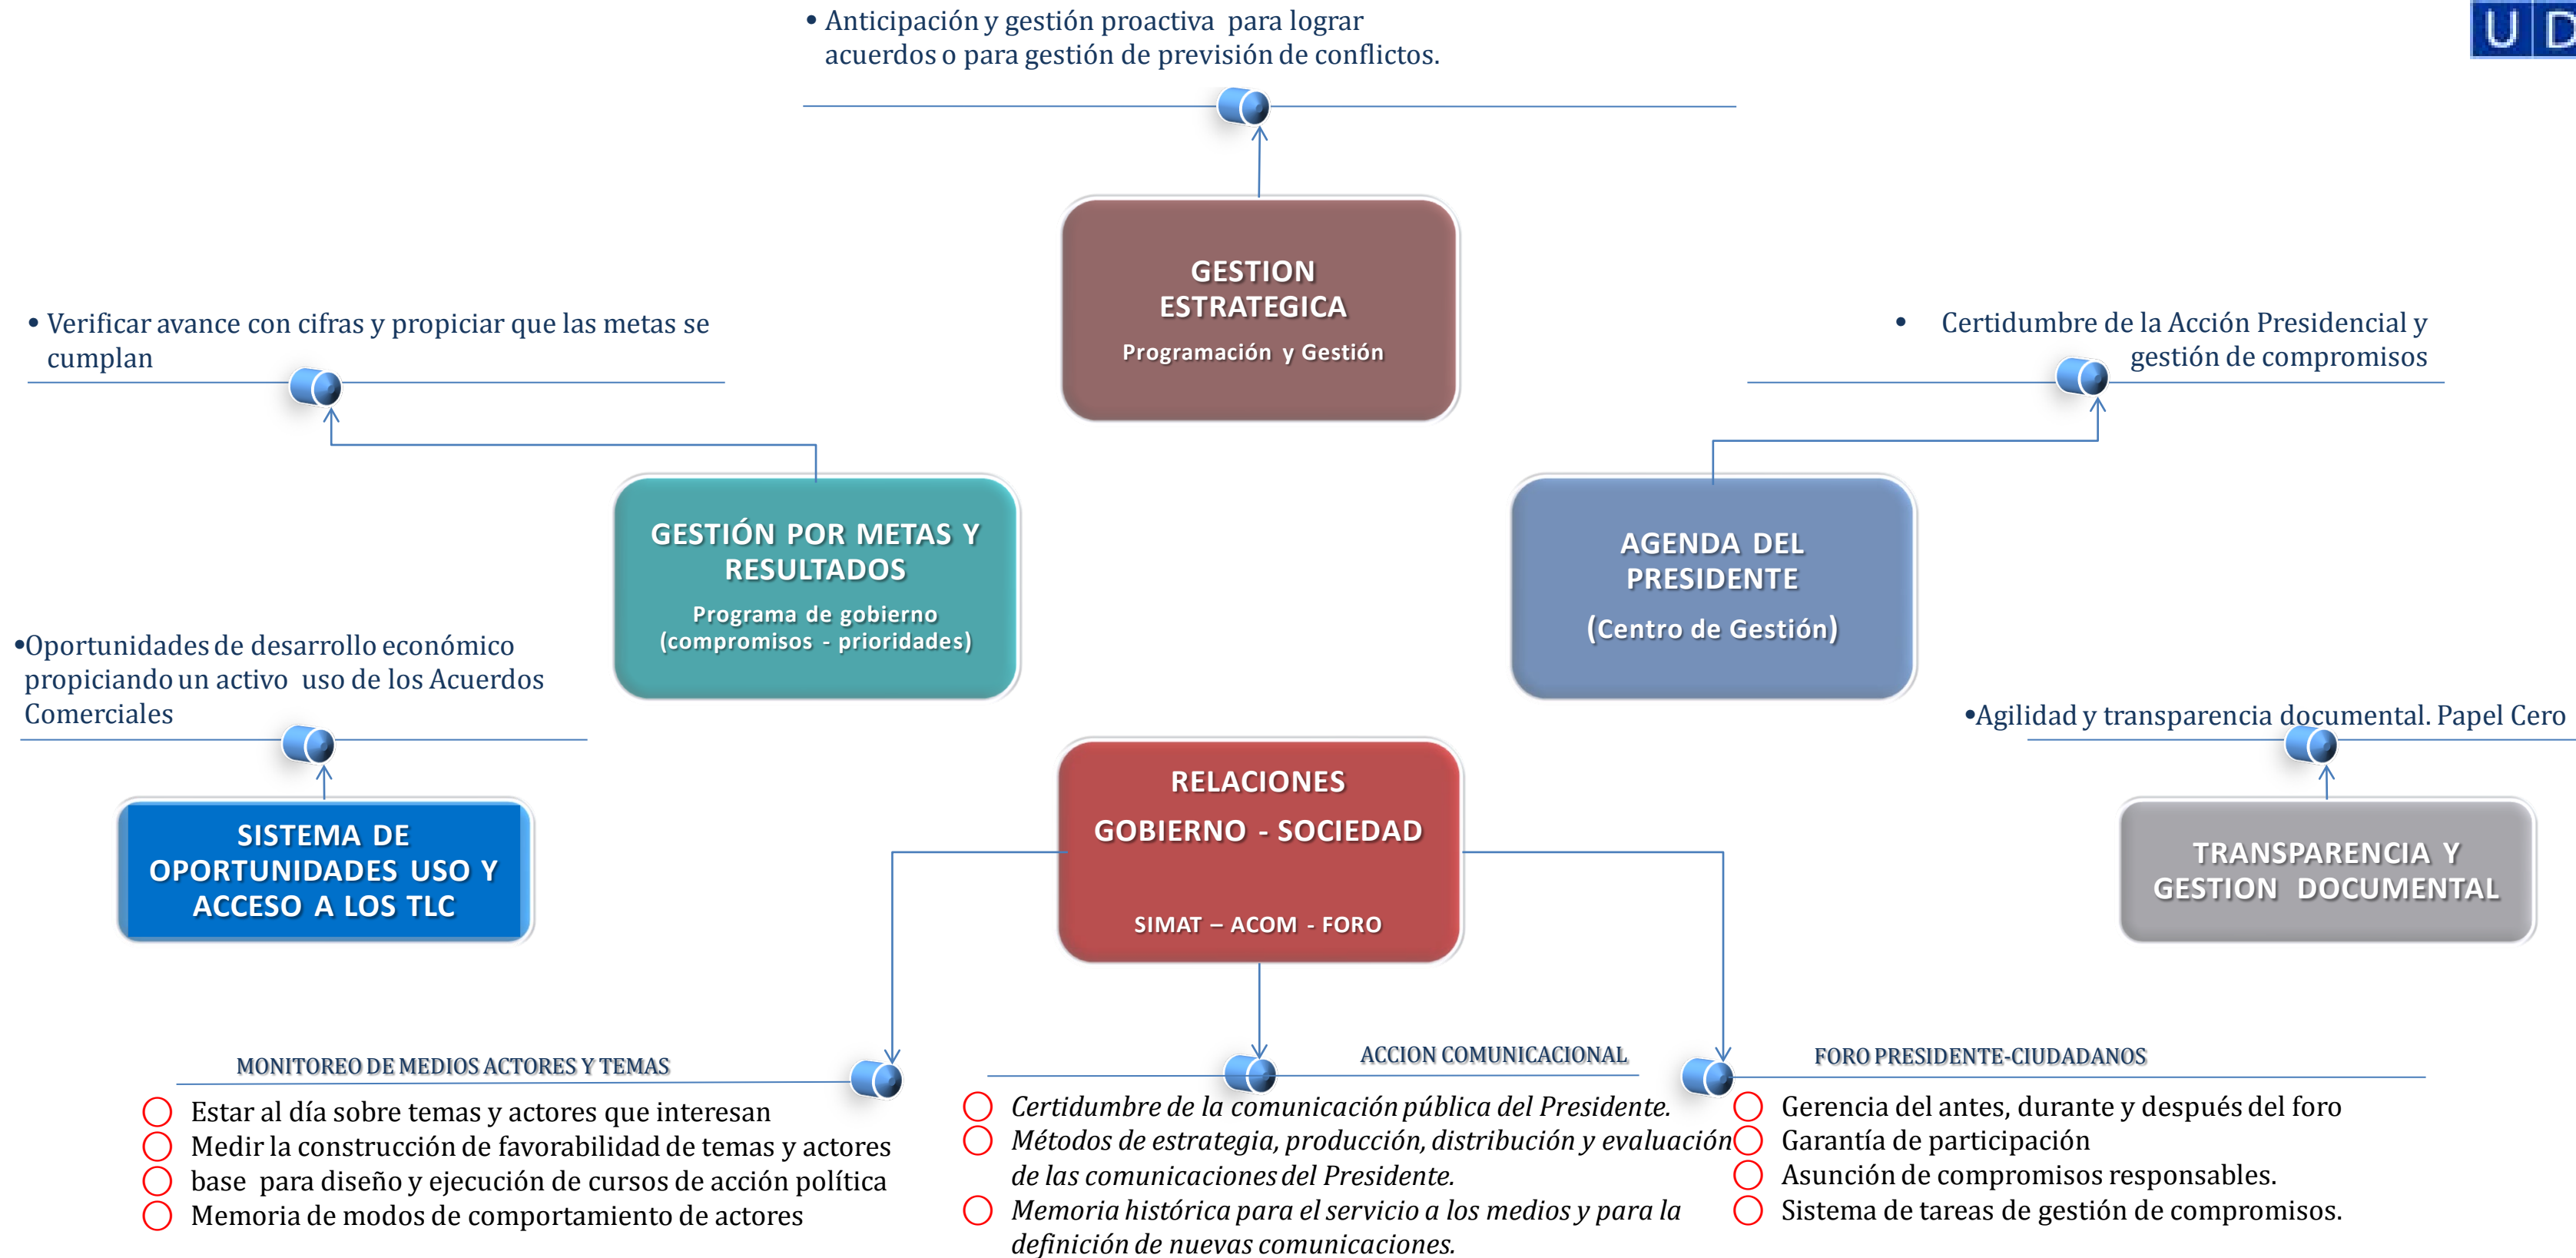 • Anticipación y gestión proactiva para lograr
acuerdos o para gestión de previsión de conflictos.
U D
GESTION
ESTRATEGICA
Programación y Gestión
• Verificar avance con cifras y propiciar que las metas se
cumplan
• Certidumbre de la Acción Presidencial y
gestión de compromisos
GESTIÓN POR METAS Y
RESULTADOS
Programa de gobierno
(compromisos - prioridades)
AGENDA DEL
PRESIDENTE
(Centro de Gestión)
•Oportunidades de desarrollo económico
propiciando un activo uso de los Acuerdos
Comerciales
•Agilidad y transparencia documental. Papel Cero
SISTEMA DE
OPORTUNIDADES USO Y
ACCESO A LOS TLC
RELACIONES
GOBIERNO - SOCIEDAD
SIMAT – ACOM - FORO
TRANSPARENCIA Y
GESTION DOCUMENTAL
MONITOREO DE MEDIOS ACTORES Y TEMAS
Estar al día sobre temas y actores que interesan
Medir la construcción de favorabilidad de temas y actores
base para diseño y ejecución de cursos de acción política
Memoria de modos de comportamiento de actores
ACCION COMUNICACIONAL
Certidumbre de la comunicación pública del Presidente.
Métodos de estrategia, producción, distribución y evaluación
de las comunicaciones del Presidente.
Memoria histórica para el servicio a los medios y para la
definición de nuevas comunicaciones.
FORO PRESIDENTE-CIUDADANOS
Gerencia del antes, durante y después del foro
Garantía de participación
Asunción de compromisos responsables.
Sistema de tareas de gestión de compromisos.